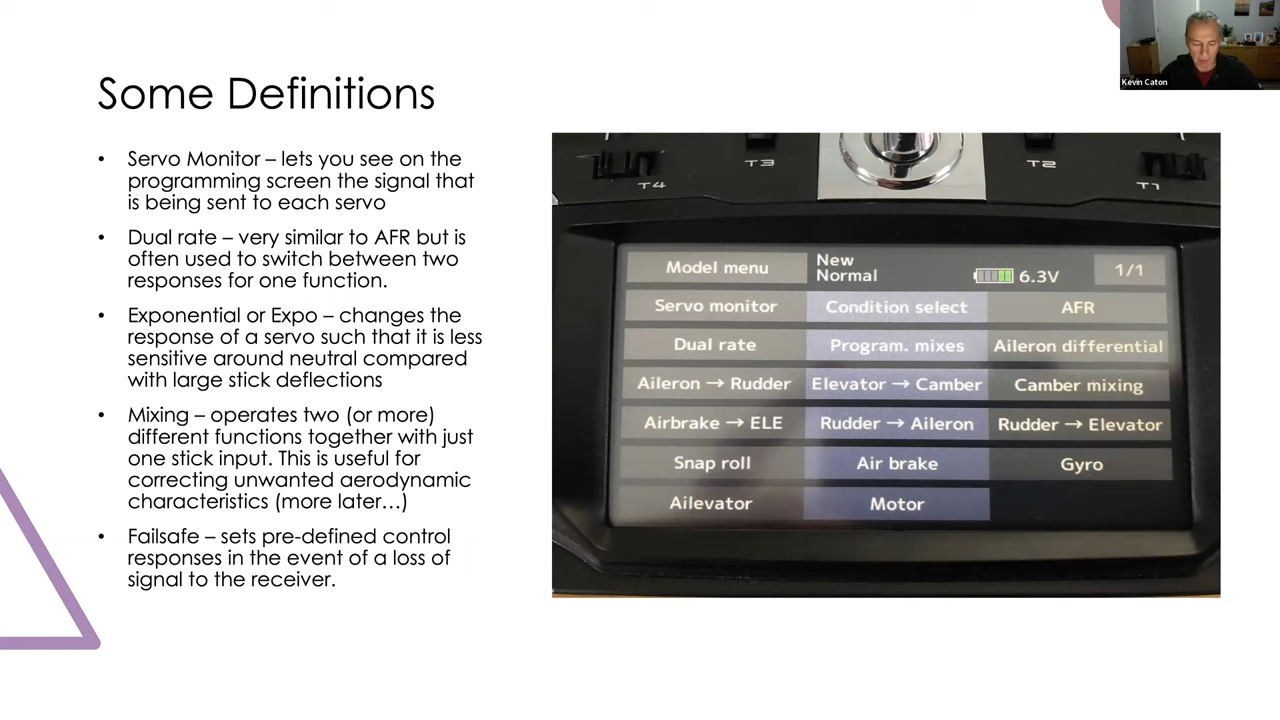 Kevin Caton
Some Definitions
• Servo Monitor – lets you see on the
programming screen the signal that
is being sent to each servo
• Dual rate – very similar to AFR but is
often used to switch between two
responses for one function.
• Exponential or Expo – changes the
response of a servo such that it is less
sensitive around neutral compared
with large stick deflections
• Mixing – operates two (or more)
different functions together with just
one stick input. This is useful for
correcting unwanted aerodynamic
characteristics (more later…)
• Failsafe – sets pre-defined control
responses in the event of a loss of
signal to the receiver.
T4 T3 T2 T1
Model menu New 6.3V 1/1
Normal
Servo monitor Condition select AFR
Dual rate Program. mixes Aileron differential
Aileron → Rudder Elevator → Camber Camber mixing
Airbrake → ELE Rudder → Aileron Rudder → Elevator
Snap roll Air brake Gyro
Ailevator Motor